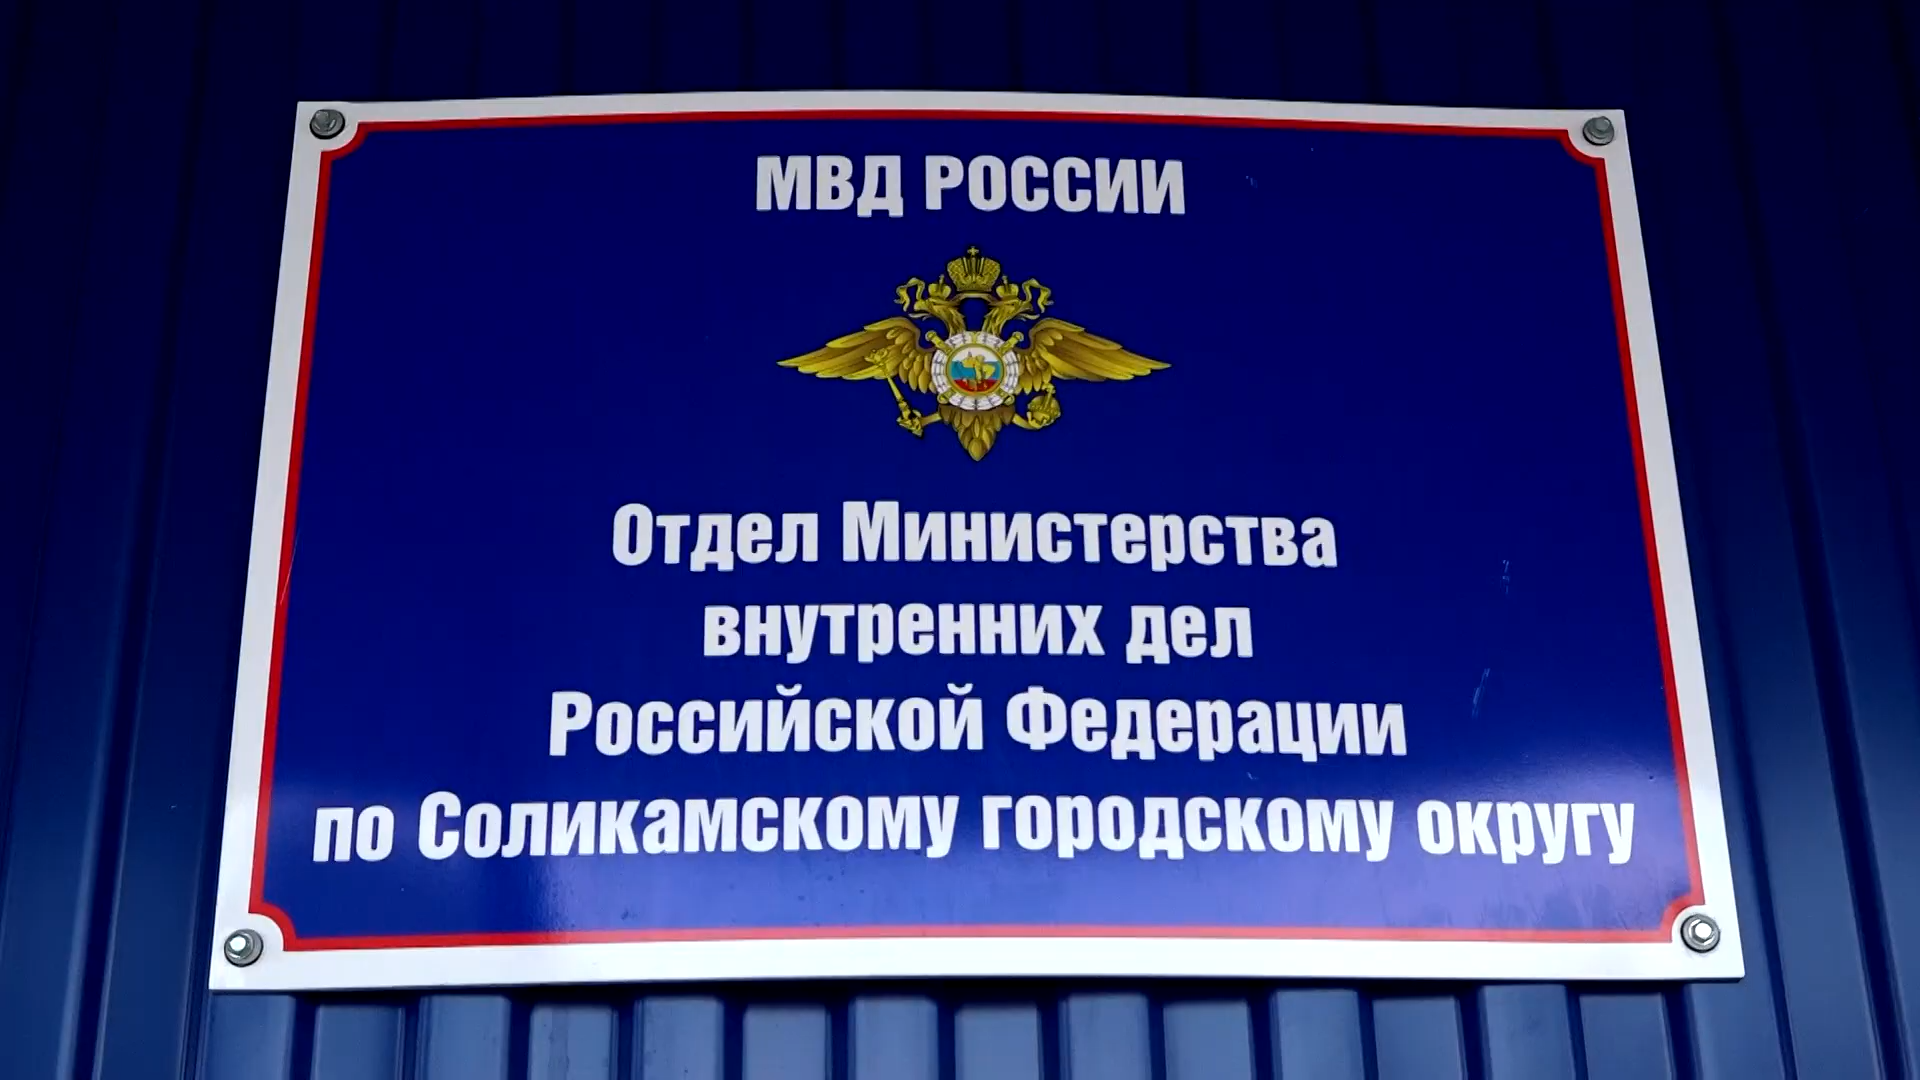 МВД РОССИИ
Отдел Министерства
внутренних дел
Российской Федерации
по Соликамскому городскому округу